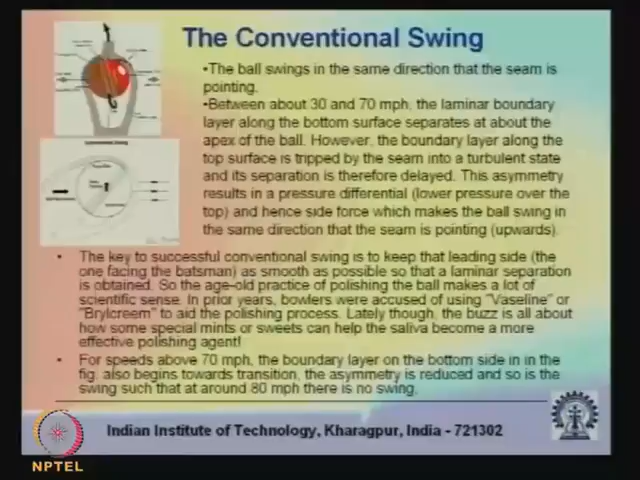 The Conventional Swing
•The ball swings in the same direction that the seam is
pointing.
•Between about 30 and 70 mph, the laminar boundary
layer along the bottom surface separates at about the
apex of the ball. However, the boundary layer along the
top surface is tripped by the seam into a turbulent state
and its separation is therefore delayed. This asymmetry
results in a pressure differential (lower pressure over the
top) and hence side force which makes the ball swing in
the same direction that the seam is pointing (upwards).
• The key to successful conventional swing is to keep that leading side (the
one facing the batsman) as smooth as possible so that a laminar separation
is obtained. So the age-old practice of polishing the ball makes a lot of
scientific sense. In prior years, bowlers were accused of using "Vaseline" or
"Brylcreem" to aid the polishing process. Lately though, the buzz is all about
how some special mints or sweets can help the saliva become a more
effective polishing agent!
• For speeds above 70 mph, the boundary layer on the bottom side in in the
fig. also begins towards transition, the asymmetry is reduced and so is the
swing such that at around 80 mph there is no swing.
Indian Institute of Technology, Kharagpur, India - 721302
NPTEL